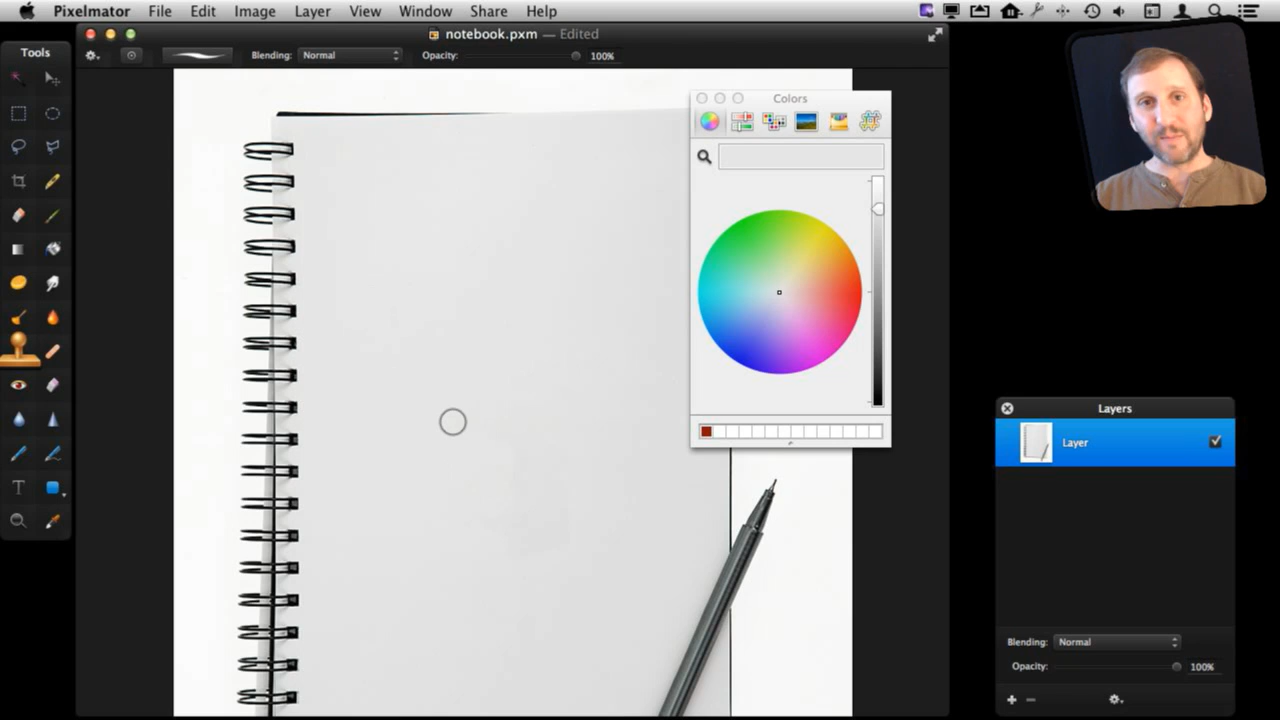 Pixelmator File Edit Image Layer View Window Share Help
notebook.pxm — Edited
Tools
Blending: Normal Opacity: 100%
Colors
T
Layers
Layer
Blending: Normal
Opacity: 100%